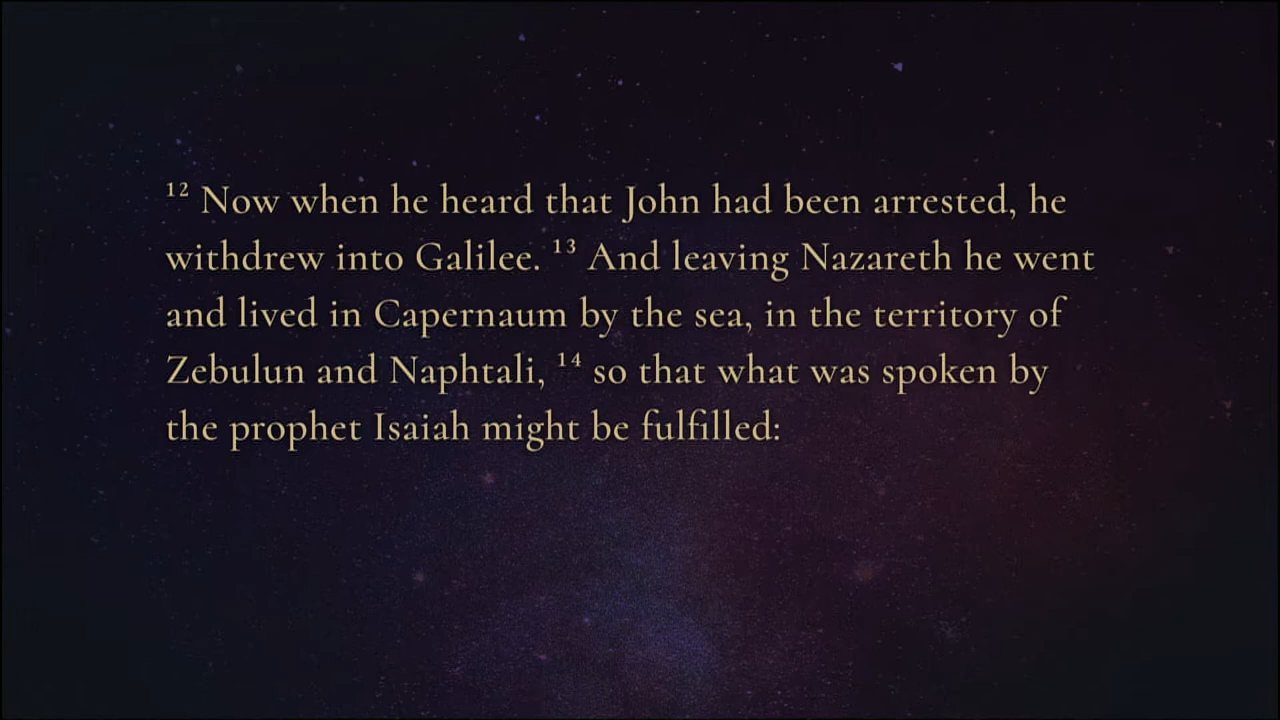 ¹² Now when he heard that John had been arrested, he
withdrew into Galilee. ¹³ And leaving Nazareth he went
and lived in Capernaum by the sea, in the territory of
Zebulun and Naphtali, ¹⁴ so that what was spoken by
the prophet Isaiah might be fulfilled: